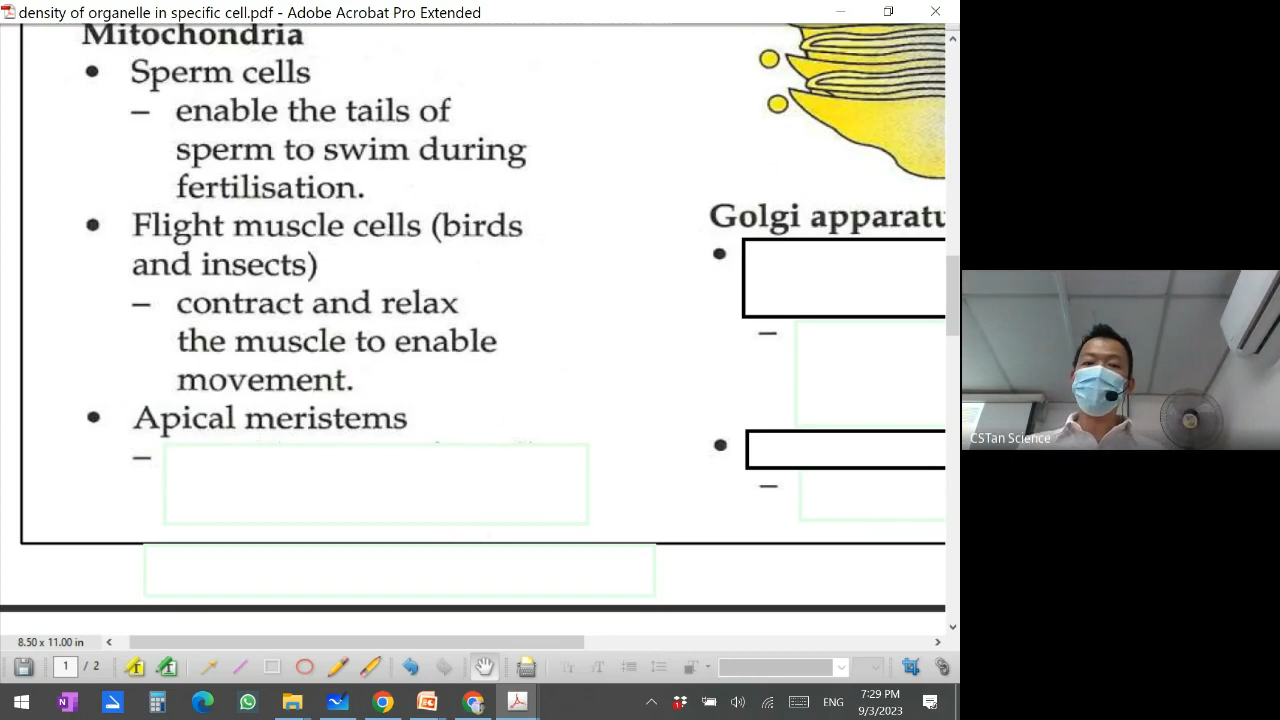 density of organelle in specific cell.pdf - Adobe Acrobat Pro Extended
Mitochondria
• Sperm cells
– enable the tails of
sperm to swim during
fertilisation.
• Flight muscle cells (birds
and insects)
– contract and relax
the muscle to enable
movement.
• Apical meristems
–
Golgi apparatu
•
–
•
–
CSTan Science
8.50 x 11.00 in
1 / 2
ENG
7:29 PM
9/3/2023